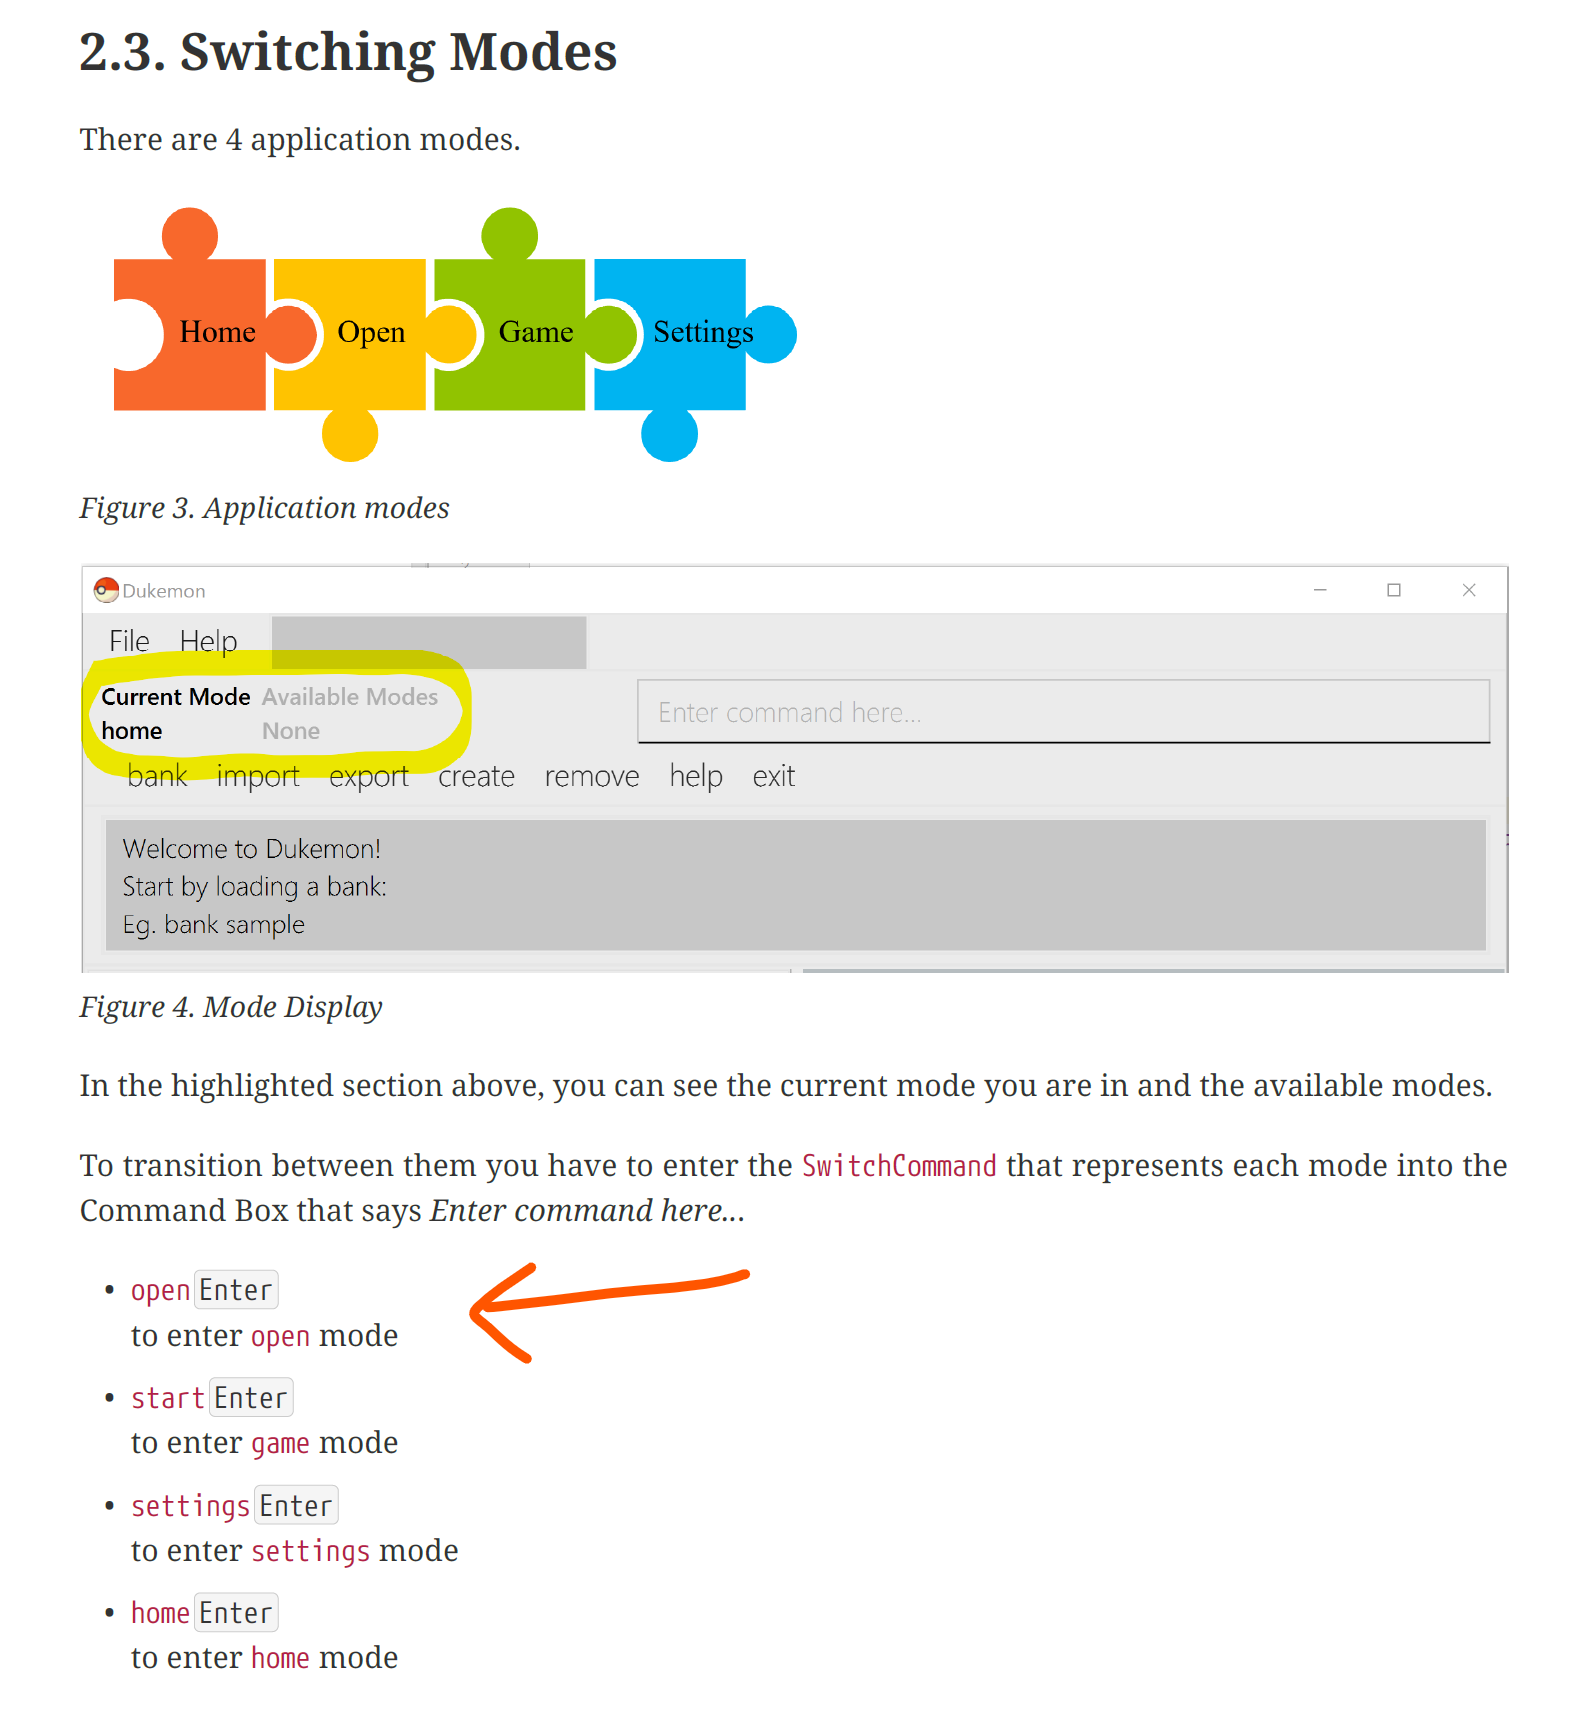 2.3. Switching Modes
There are 4 application modes.
Home Open Game Settings
Figure 3. Application modes
Dukemon
File Help
Current Mode Available Modes
Enter command here...
home None
bank import export create remove help exit
Welcome to Dukemon!
Start by loading a bank:
Eg. bank sample
Figure 4. Mode Display
In the highlighted section above, you can see the current mode you are in and the available modes.
To transition between them you have to enter the SwitchCommand that represents each mode into the
Command Box that says Enter command here...
• open Enter
to enter open mode
• start Enter
to enter game mode
• settings Enter
to enter settings mode
• home Enter
to enter home mode